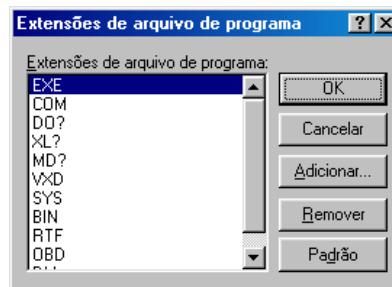 Extensões de arquivo de programa
Extensões de arquivo de programa:
EXE
COM
DO?
XL?
MD?
VXD
SYS
BIN
RTF
OBD
OK
Cancelar
Adicionar...
Remover
Padrão